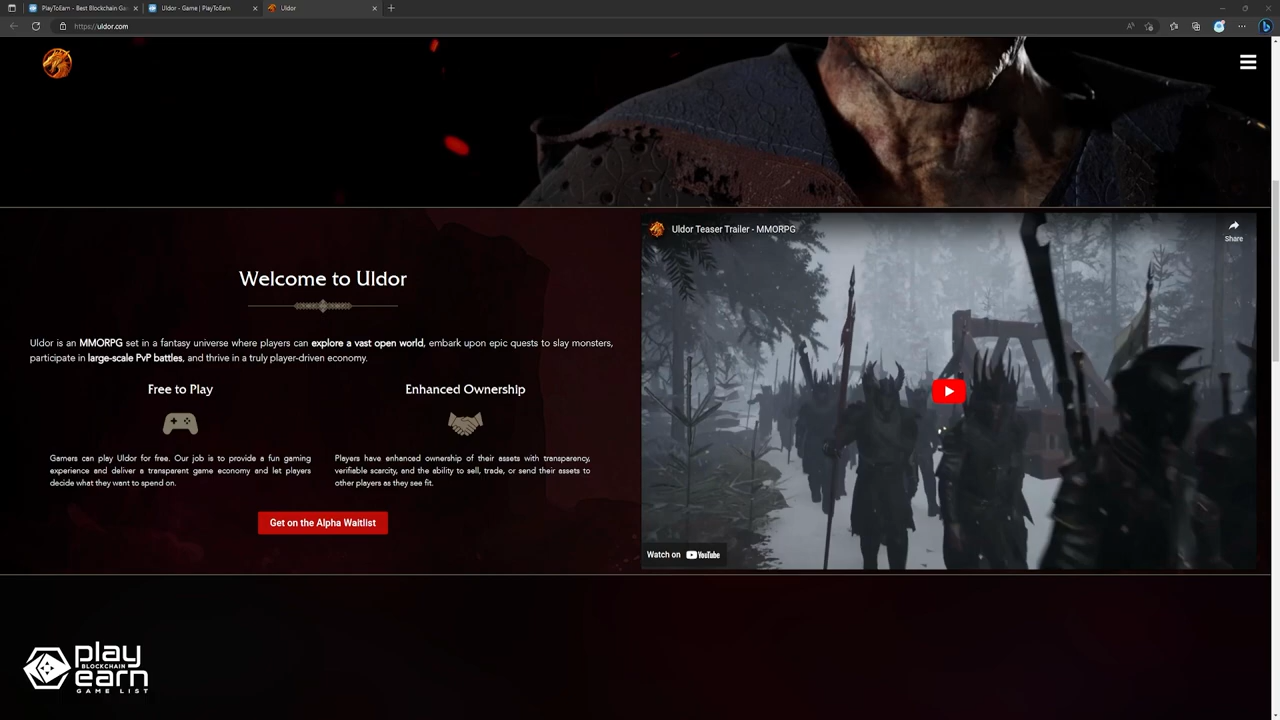 PlayToEarn - Best Blockchain Ga
Uldor - Game | PlayToEarn
Uldor
https://uldor.com
Uldor Teaser Trailer - MMORPG
Share
Welcome to Uldor
Uldor is an MMORPG set in a fantasy universe where players can explore a vast open world, embark upon epic quests to slay monsters,
participate in large-scale PvP battles, and thrive in a truly player-driven economy.
Free to Play
Enhanced Ownership
Gamers can play Uldor for free. Our job is to provide a fun gaming
experience and deliver a transparent game economy and let players
decide what they want to spend on.
Players have enhanced ownership of their assets with transparency,
verifiable scarcity, and the ability to sell, trade, or send their assets to
other players as they see fit.
Get on the Alpha Waitlist
Watch on YouTube
play
BLOCKCHAIN
earn
GAME LIST